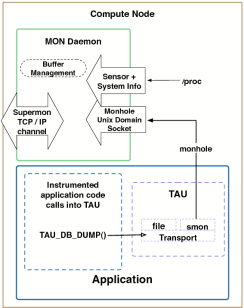 Compute Node
MON Daemon
Buffer
Management
Sensor +
System Info
/proc
Supermon
TCP / IP
channel
Monhole
Unix Domain
Socket
monhole
Instrumented
application code
calls into TAU
TAU_DB_DUMP()
TAU
file
smon
Transport
Application